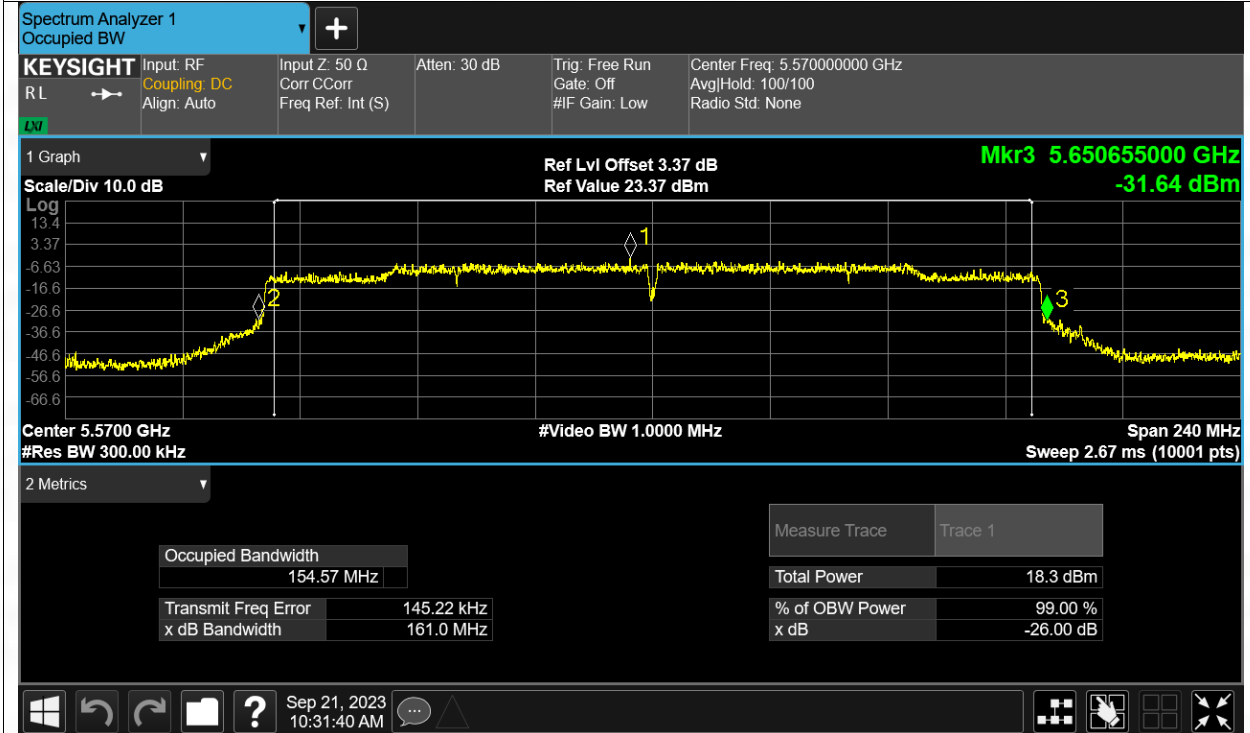 Spectrum Analyzer 1
Occupied BW
▼
+
KEYSIGHT
R L
LXI
Input: RF
Coupling: DC
Align: Auto
Input Z: 50 Ω
Corr CCorr
Freq Ref: Int (S)
Atten: 30 dB
Trig: Free Run
Gate: Off
#IF Gain: Low
Center Freq: 5.570000000 GHz
Avg|Hold: 100/100
Radio Std: None
1 Graph ▼
Scale/Div 10.0 dB
Ref Lvl Offset 3.37 dB
Ref Value 23.37 dBm
Mkr3 5.650655000 GHz
-31.64 dBm
Log
13.4
3.37
-6.63
-16.6
-26.6
-36.6
-46.6
-56.6
-66.6
1
2
3
Center 5.5700 GHz
#Res BW 300.00 kHz
#Video BW 1.0000 MHz
Span 240 MHz
Sweep 2.67 ms (10001 pts)
2 Metrics ▼
Occupied Bandwidth
154.57 MHz
Transmit Freq Error 145.22 kHz
x dB Bandwidth 161.0 MHz
Measure Trace Trace 1
Total Power 18.3 dBm
% of OBW Power 99.00 %
x dB -26.00 dB
?
Sep 21, 2023
10:31:40 AM